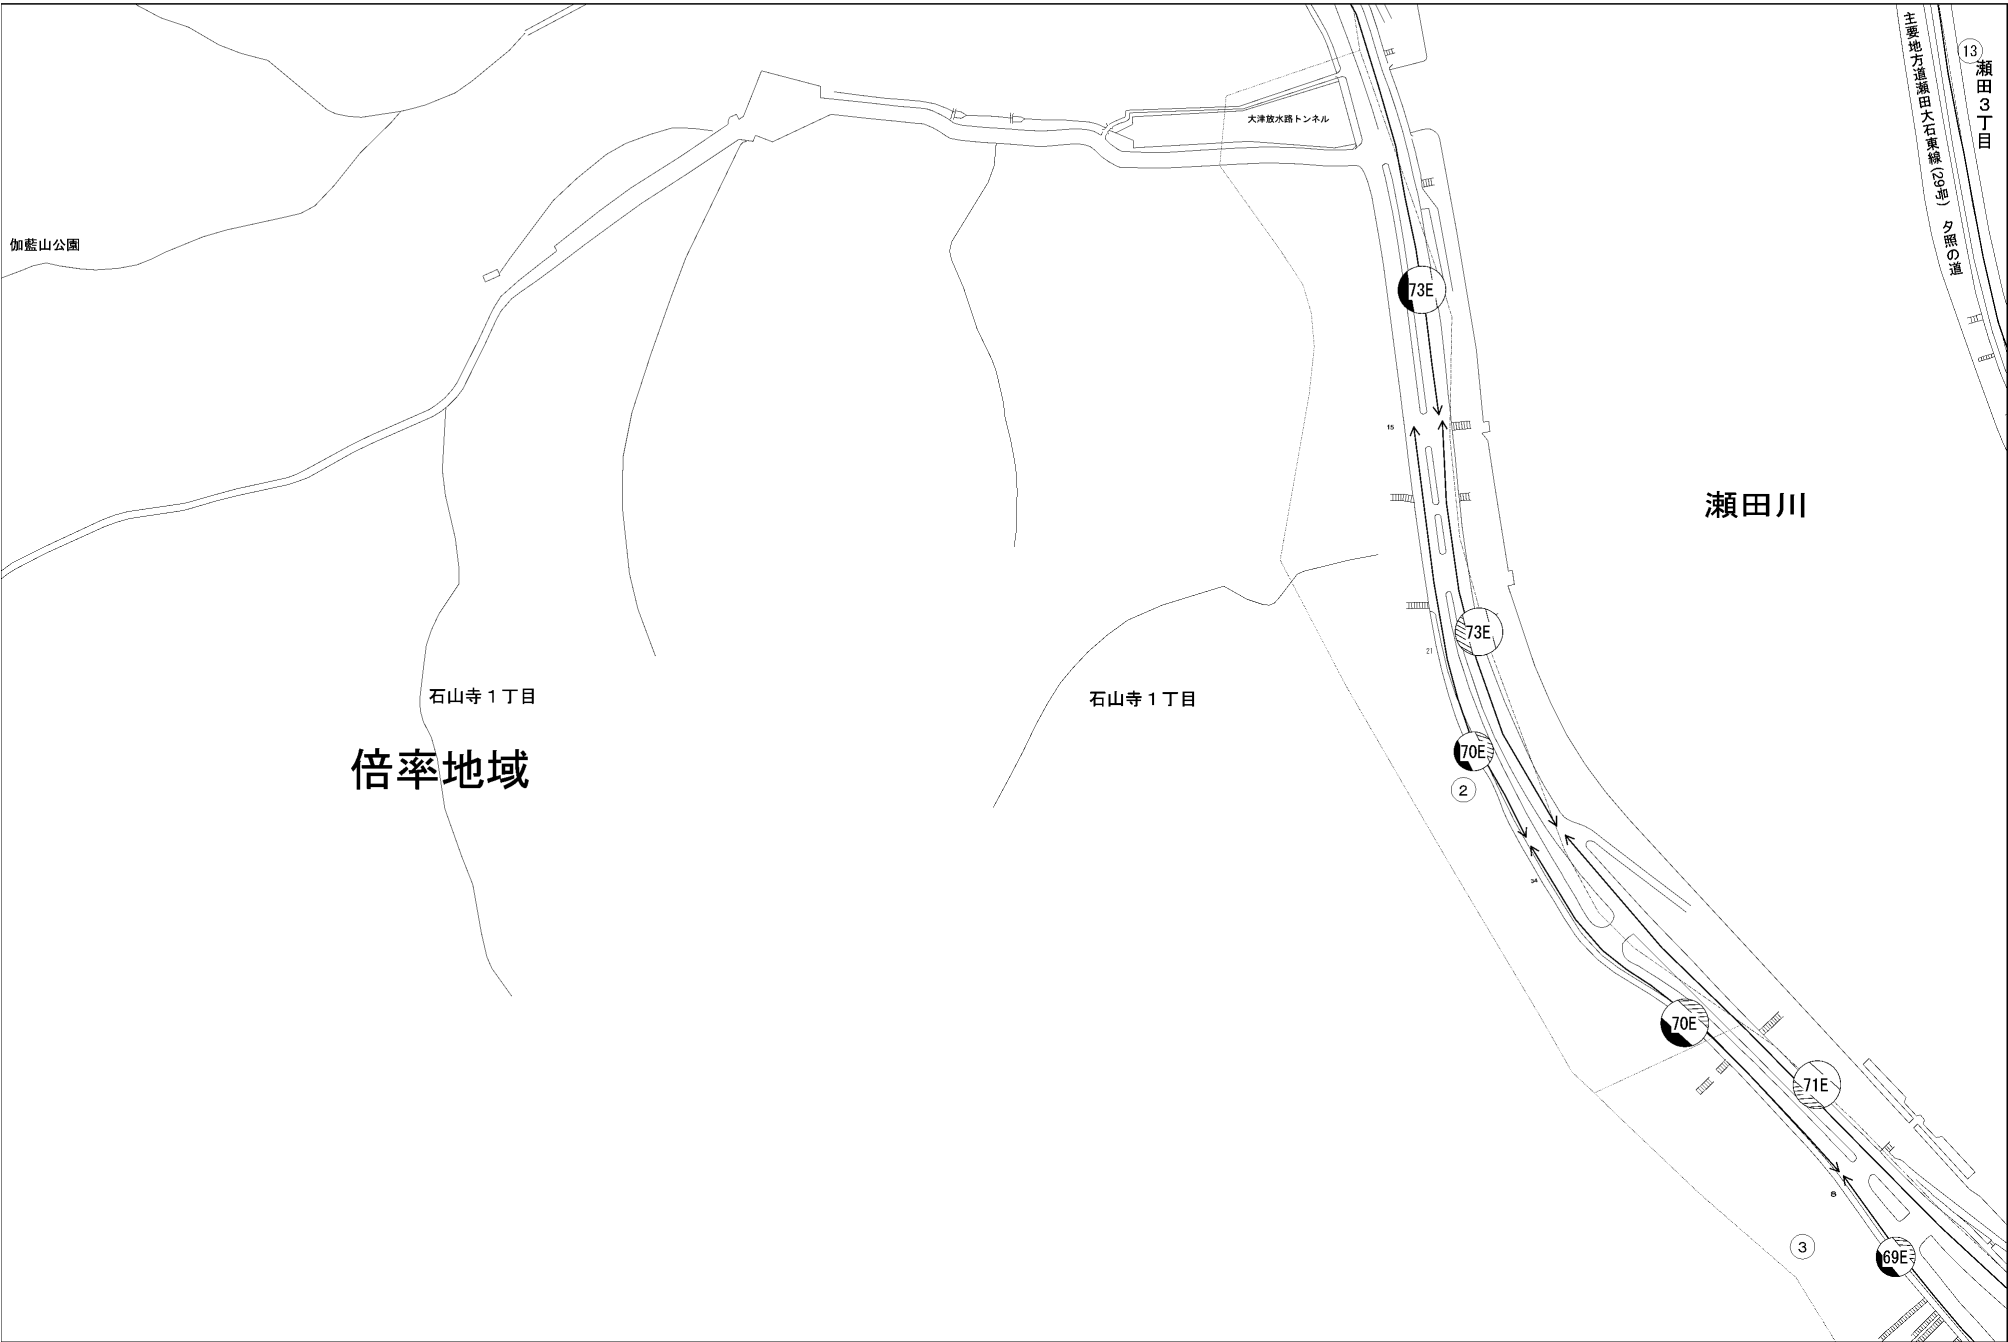 主要地方道瀬田大石東線(29号) 夕照の道
13
瀬田3丁目
大津放水路トンネル
伽藍山公園
73E
15
瀬田川
73E
21
石山寺1丁目
石山寺1丁目
倍率地域
70E
2
34
70E
71E
8
3
69E